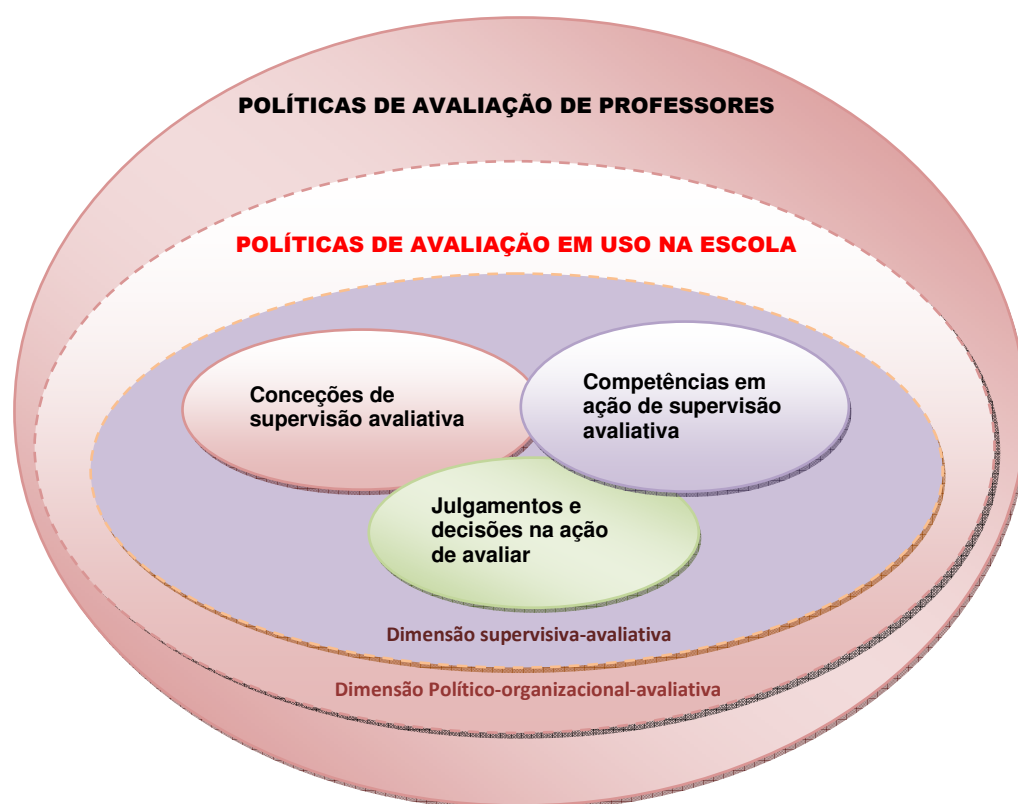 POLÍTICAS DE AVALIAÇÃO DE PROFESSORES
POLÍTICAS DE AVALIAÇÃO EM USO NA ESCOLA
Conceções de
supervisão avaliativa
Competências em
ação de supervisão
avaliativa
Julgamentos e
decisões na ação
de avaliar
Dimensão supervisiva-avaliativa
Dimensão Político-organizacional-avaliativa